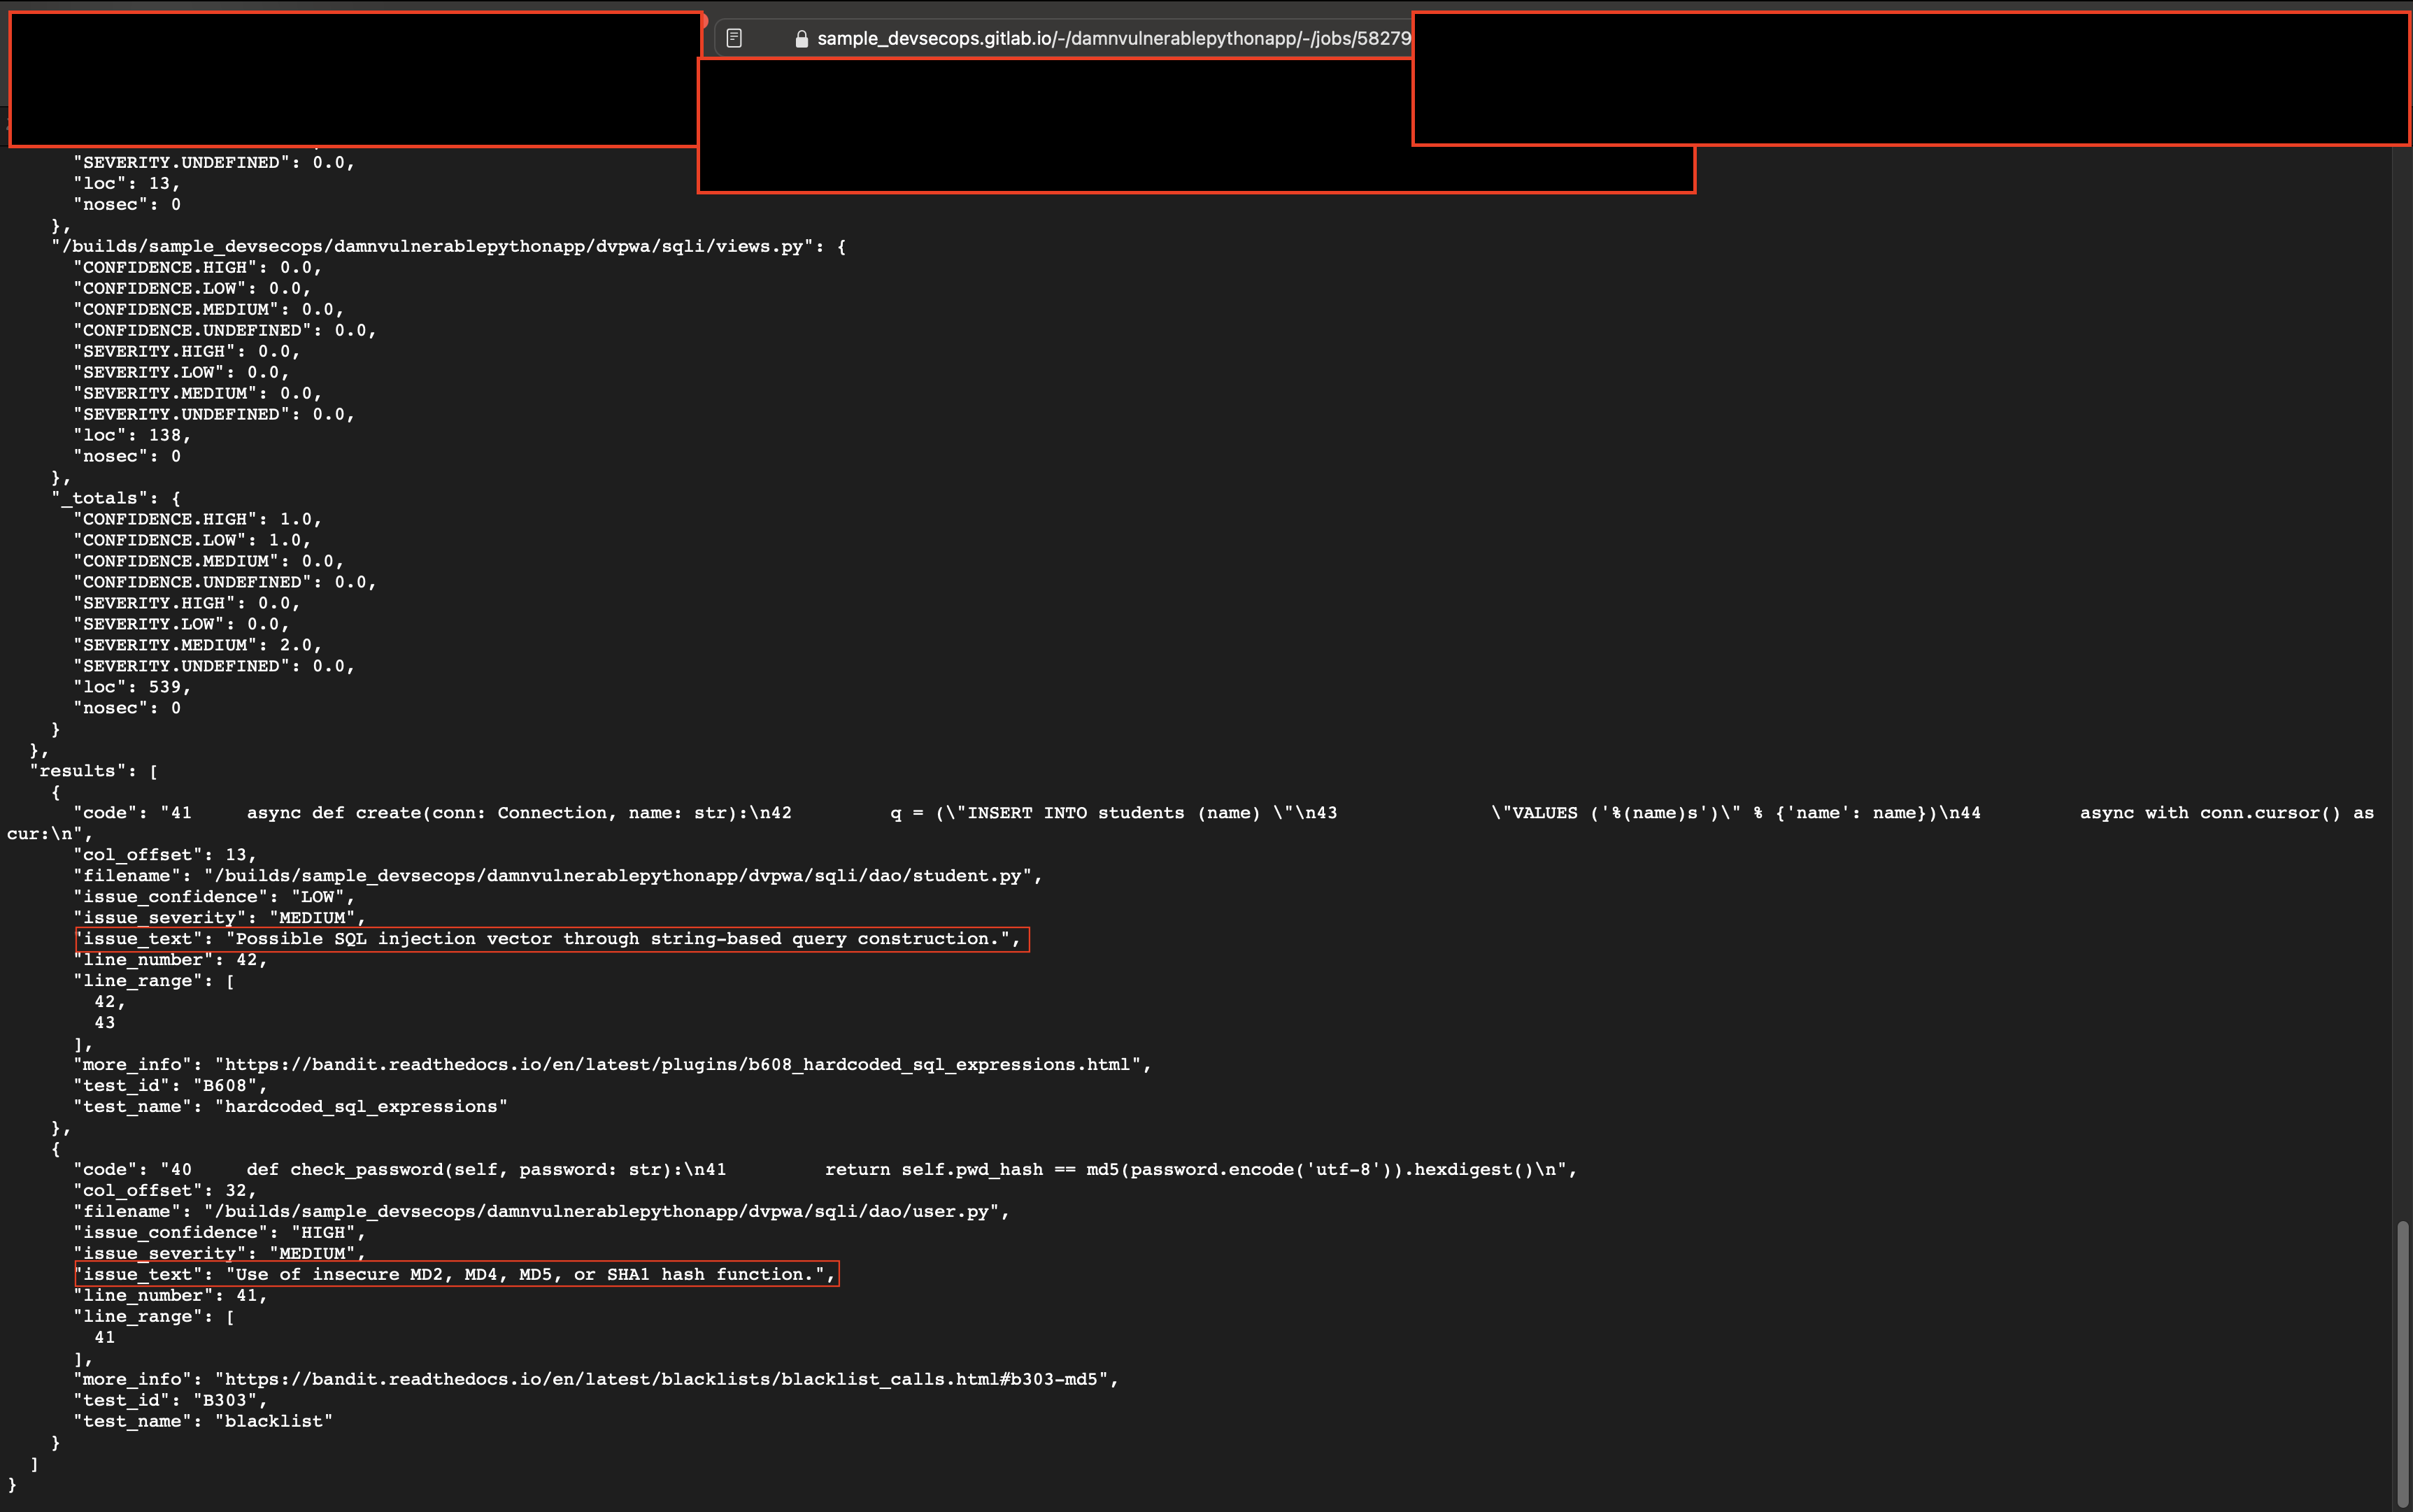 sample_devsecops.gitlab.io/-/damnvulnerablepythonapp/-/jobs/58279
"SEVERITY.UNDEFINED": 0.0,
"loc": 13,
"nosec": 0
},
"/builds/sample_devsecops/damnvulnerablepythonapp/dvpwa/sqli/views.py": {
"CONFIDENCE.HIGH": 0.0,
"CONFIDENCE.LOW": 0.0,
"CONFIDENCE.MEDIUM": 0.0,
"CONFIDENCE.UNDEFINED": 0.0,
"SEVERITY.HIGH": 0.0,
"SEVERITY.LOW": 0.0,
"SEVERITY.MEDIUM": 0.0,
"SEVERITY.UNDEFINED": 0.0,
"loc": 138,
"nosec": 0
},
"_totals": {
"CONFIDENCE.HIGH": 1.0,
"CONFIDENCE.LOW": 1.0,
"CONFIDENCE.MEDIUM": 0.0,
"CONFIDENCE.UNDEFINED": 0.0,
"SEVERITY.HIGH": 0.0,
"SEVERITY.LOW": 0.0,
"SEVERITY.MEDIUM": 2.0,
"SEVERITY.UNDEFINED": 0.0,
"loc": 539,
"nosec": 0
}
},
"results": [
{
"code": "41     async def create(conn: Connection, name: str):\n42         q = (\"INSERT INTO students (name) \"\n43              \"VALUES ('%(name)s')\" % {'name': name})\n44         async with conn.cursor() as
cur:\n",
"col_offset": 13,
"filename": "/builds/sample_devsecops/damnvulnerablepythonapp/dvpwa/sqli/dao/student.py",
"issue_confidence": "LOW",
"issue_severity": "MEDIUM",
"issue_text": "Possible SQL injection vector through string-based query construction.",
"line_number": 42,
"line_range": [
42,
43
],
"more_info": "https://bandit.readthedocs.io/en/latest/plugins/b608_hardcoded_sql_expressions.html",
"test_id": "B608",
"test_name": "hardcoded_sql_expressions"
},
{
"code": "40     def check_password(self, password: str):\n41         return self.pwd_hash == md5(password.encode('utf-8')).hexdigest()\n",
"col_offset": 32,
"filename": "/builds/sample_devsecops/damnvulnerablepythonapp/dvpwa/sqli/dao/user.py",
"issue_confidence": "HIGH",
"issue_severity": "MEDIUM",
"issue_text": "Use of insecure MD2, MD4, MD5, or SHA1 hash function.",
"line_number": 41,
"line_range": [
41
],
"more_info": "https://bandit.readthedocs.io/en/latest/blacklists/blacklist_calls.html#b303-md5",
"test_id": "B303",
"test_name": "blacklist"
}
]
}